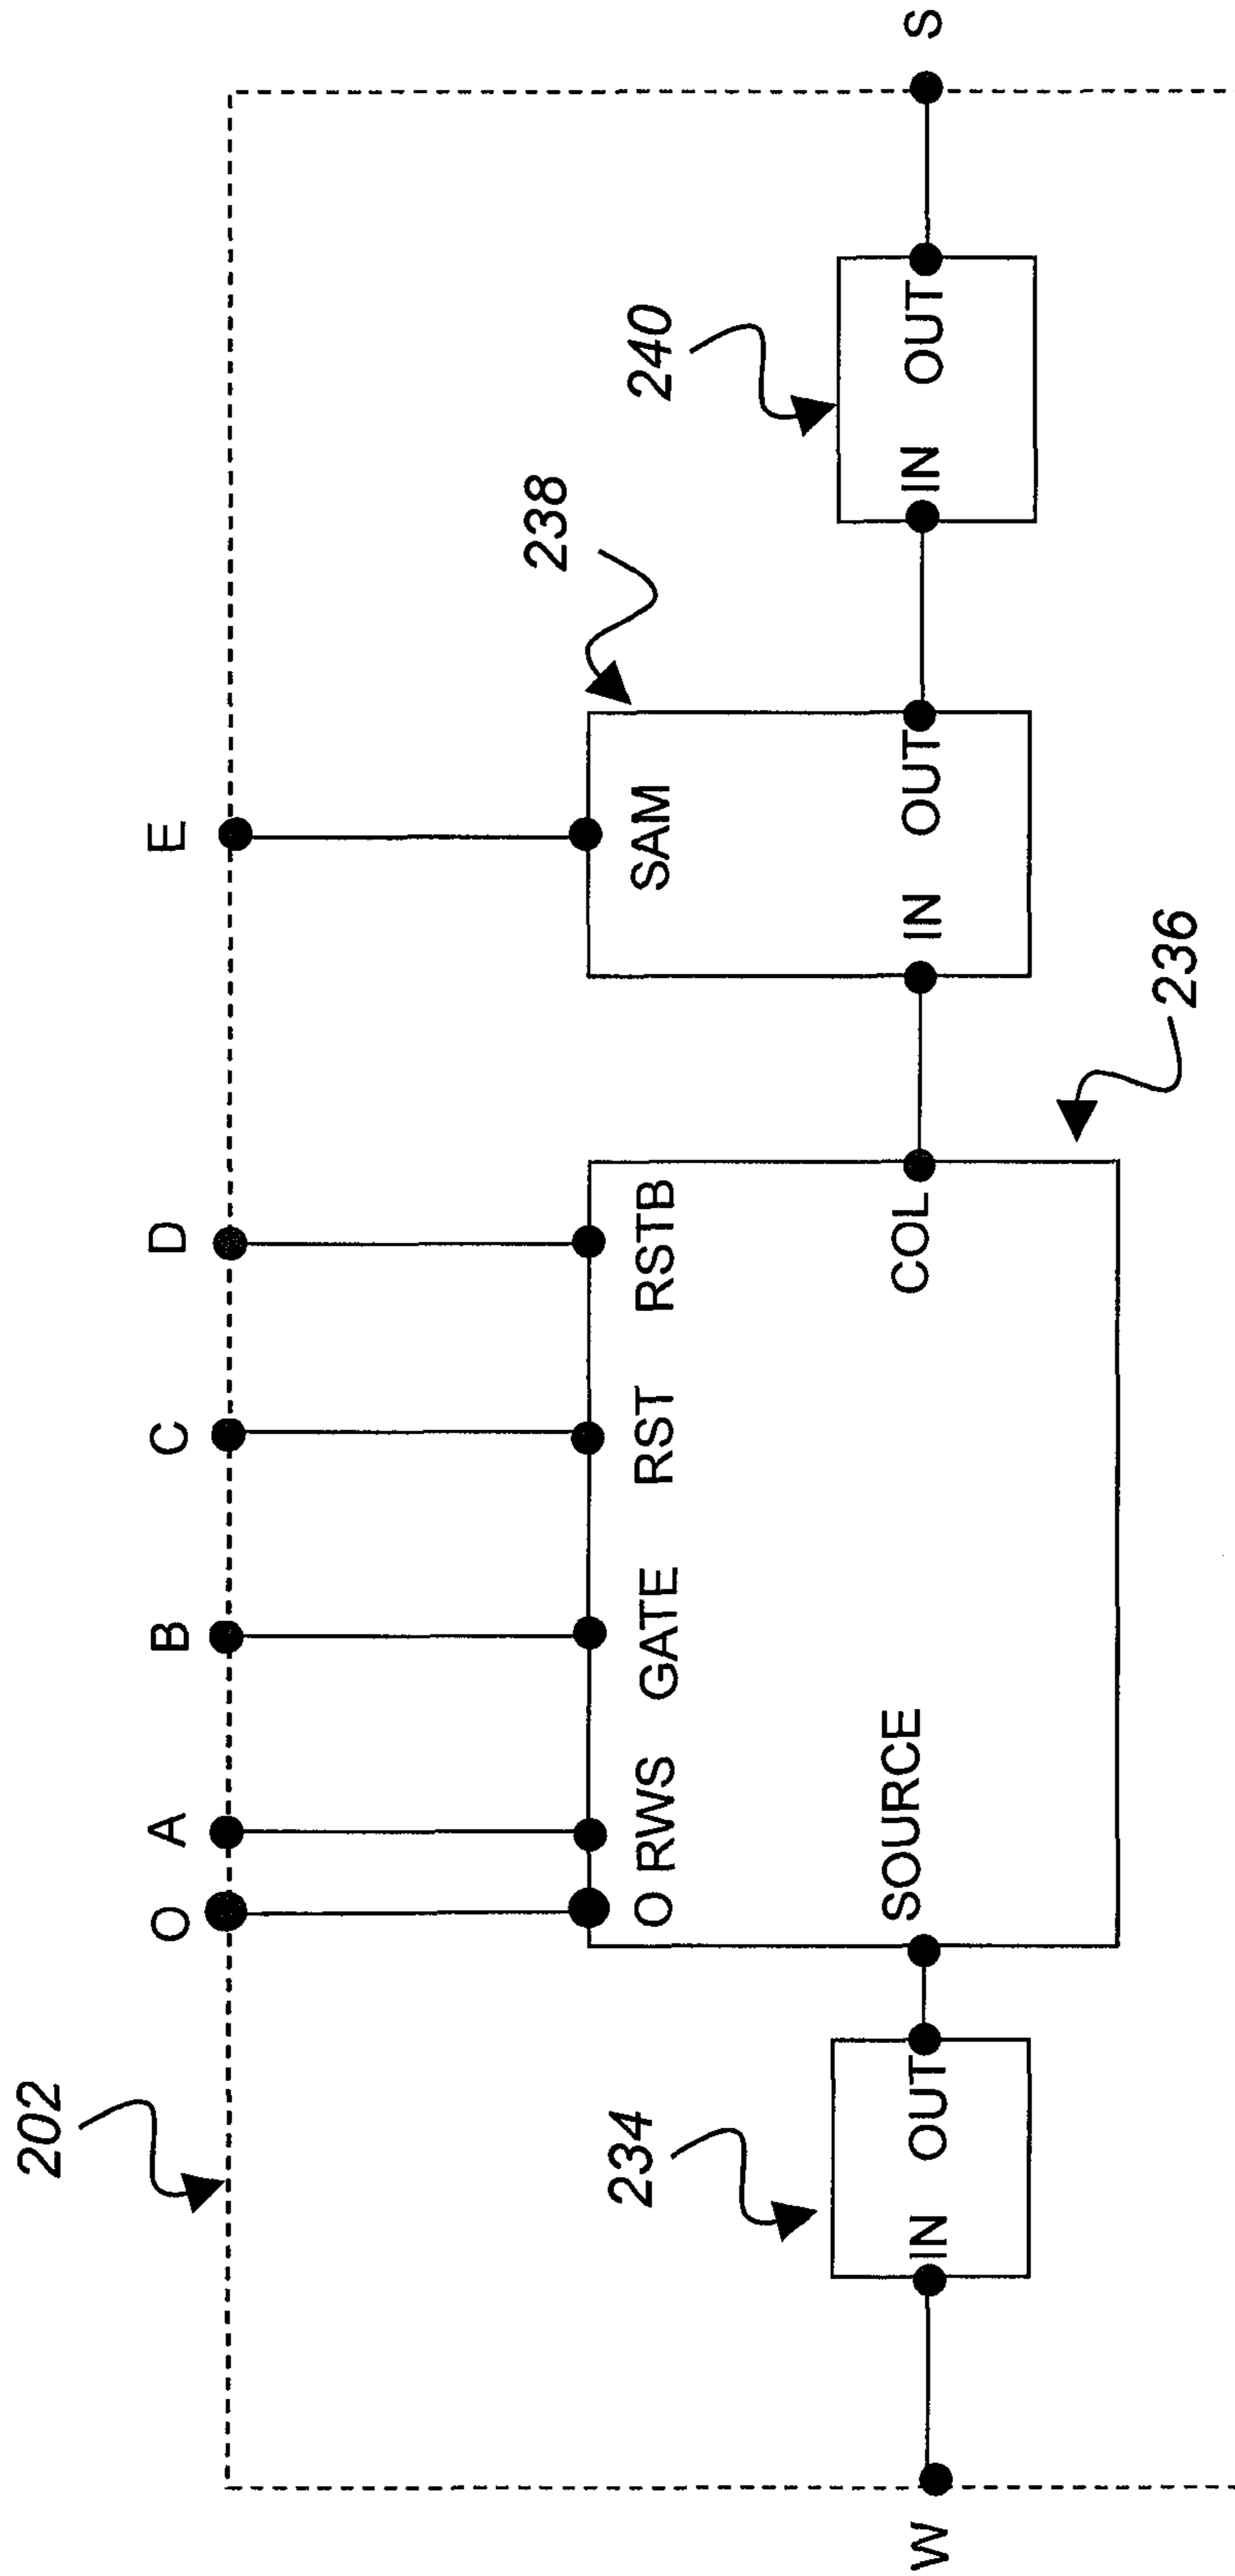 202
O A B C D E
234
238
240
O RWS GATE RST RSTB
SAM
W
IN OUT
SOURCE
COL
IN OUT
IN OUT
S
236